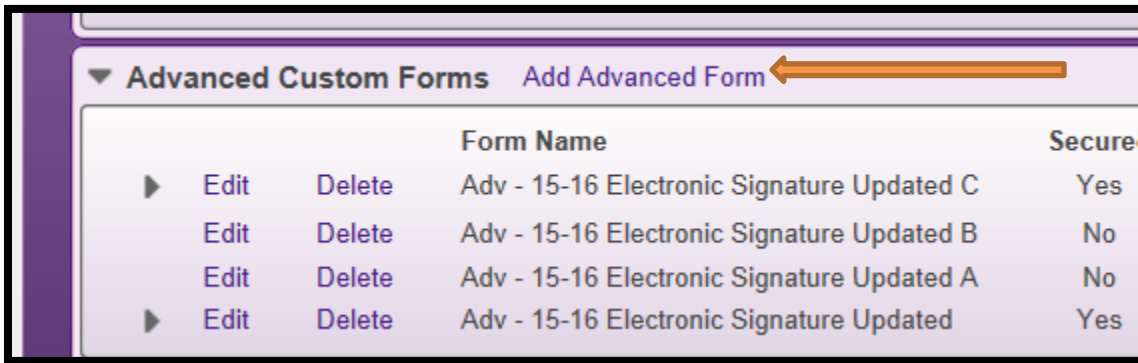 Advanced Custom Forms Add Advanced Form
Form Name Secure
Edit Delete Adv - 15-16 Electronic Signature Updated C Yes
Edit Delete Adv - 15-16 Electronic Signature Updated B No
Edit Delete Adv - 15-16 Electronic Signature Updated A No
Edit Delete Adv - 15-16 Electronic Signature Updated Yes